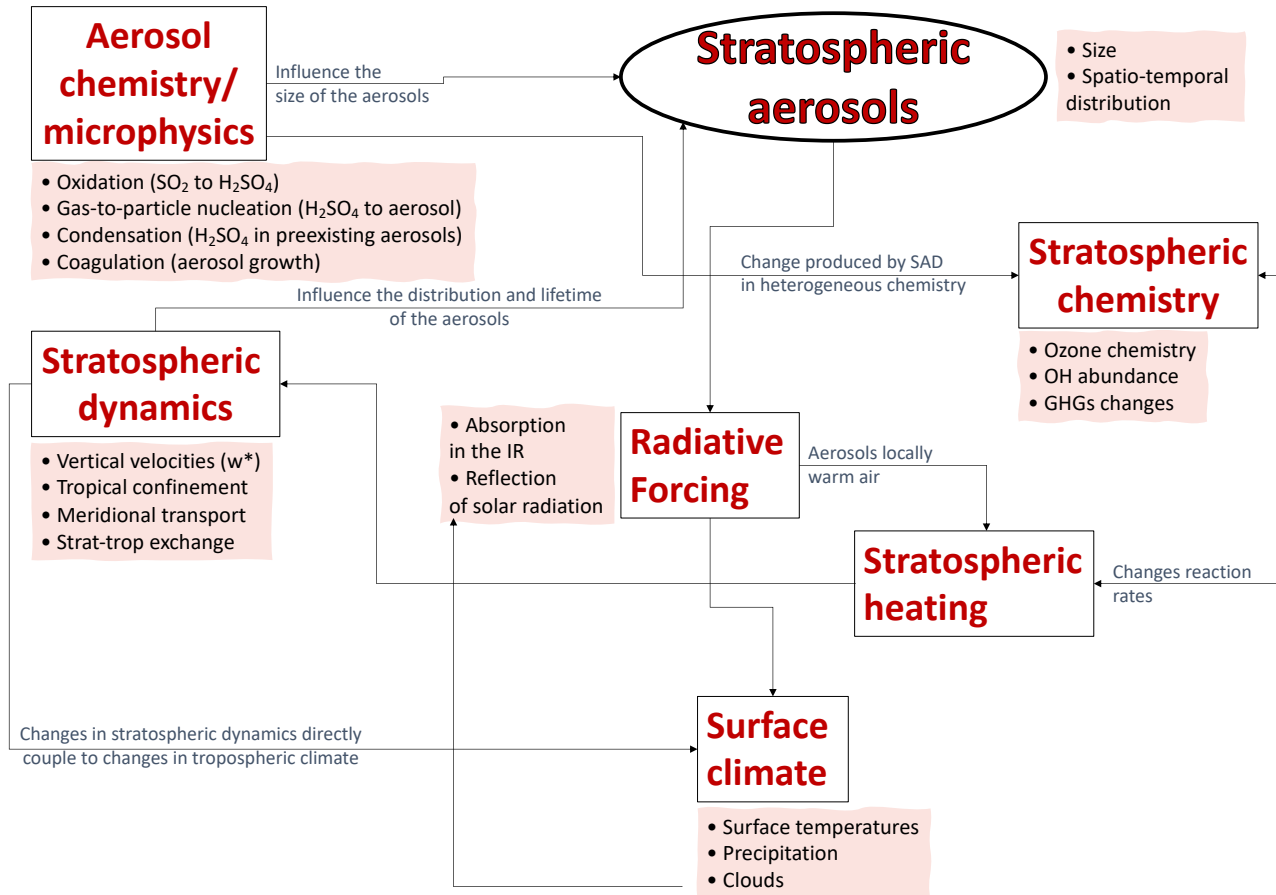 Aerosol
chemistry/
microphysics
Influence the
size of the aerosols
Stratospheric
aerosols
• Size
• Spatio-temporal
distribution
• Oxidation (SO₂ to H₂SO₄)
• Gas-to-particle nucleation (H₂SO₄ to aerosol)
• Condensation (H₂SO₄ in preexisting aerosols)
• Coagulation (aerosol growth)
Change produced by SAD
in heterogeneous chemistry
Stratospheric
chemistry
• Ozone chemistry
• OH abundance
• GHGs changes
Influence the distribution and lifetime
of the aerosols
Stratospheric
dynamics
• Vertical velocities (w*)
• Tropical confinement
• Meridional transport
• Strat-trop exchange
• Absorption
in the IR
• Reflection
of solar radiation
Radiative
Forcing
Aerosols locally
warm air
Stratospheric
heating
Changes reaction
rates
Changes in stratospheric dynamics directly
couple to changes in tropospheric climate
Surface
climate
• Surface temperatures
• Precipitation
• Clouds